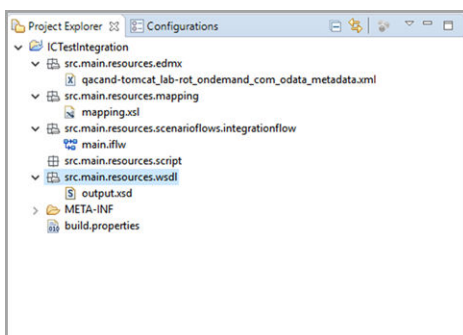 Project Explorer Configurations
ICTestIntegration
src.main.resources.edmx
qacand-tomcat_lab-rot_ondemand_com_odata_metadata.xml
src.main.resources.mapping
mapping.xsl
src.main.resources.scenarioflows.integrationflow
main.iflw
src.main.resources.script
src.main.resources.wsdl
output.xsd
META-INF
build.properties